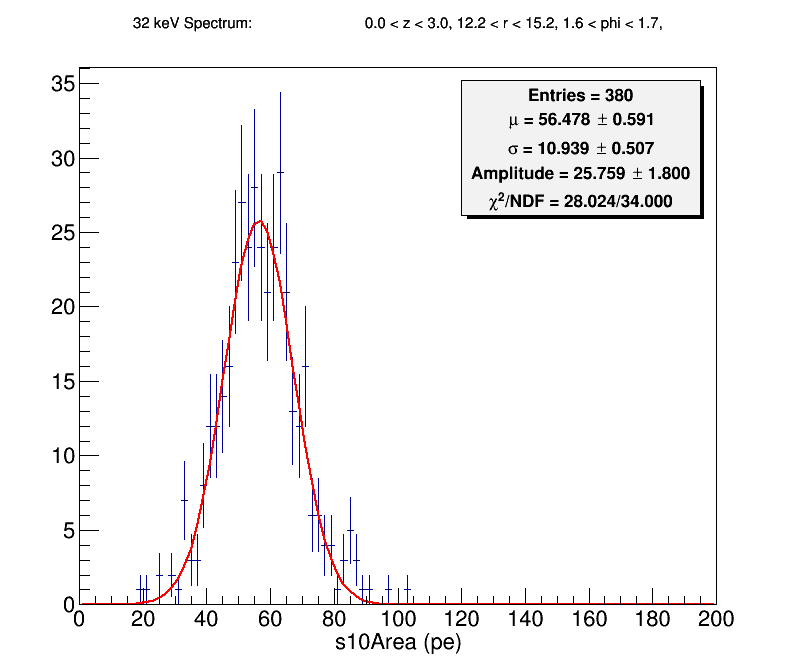 32 keV Spectrum: 0.0 < z < 3.0, 12.2 < r < 15.2, 1.6 < phi < 1.7,
Entries = 380
μ = 56.478 ± 0.591
σ = 10.939 ± 0.507
Amplitude = 25.759 ± 1.800
χ²/NDF = 28.024/34.000
35
30
25
20
15
10
5
0
0 20 40 60 80 100 120 140 160 180 200
s10Area (pe)